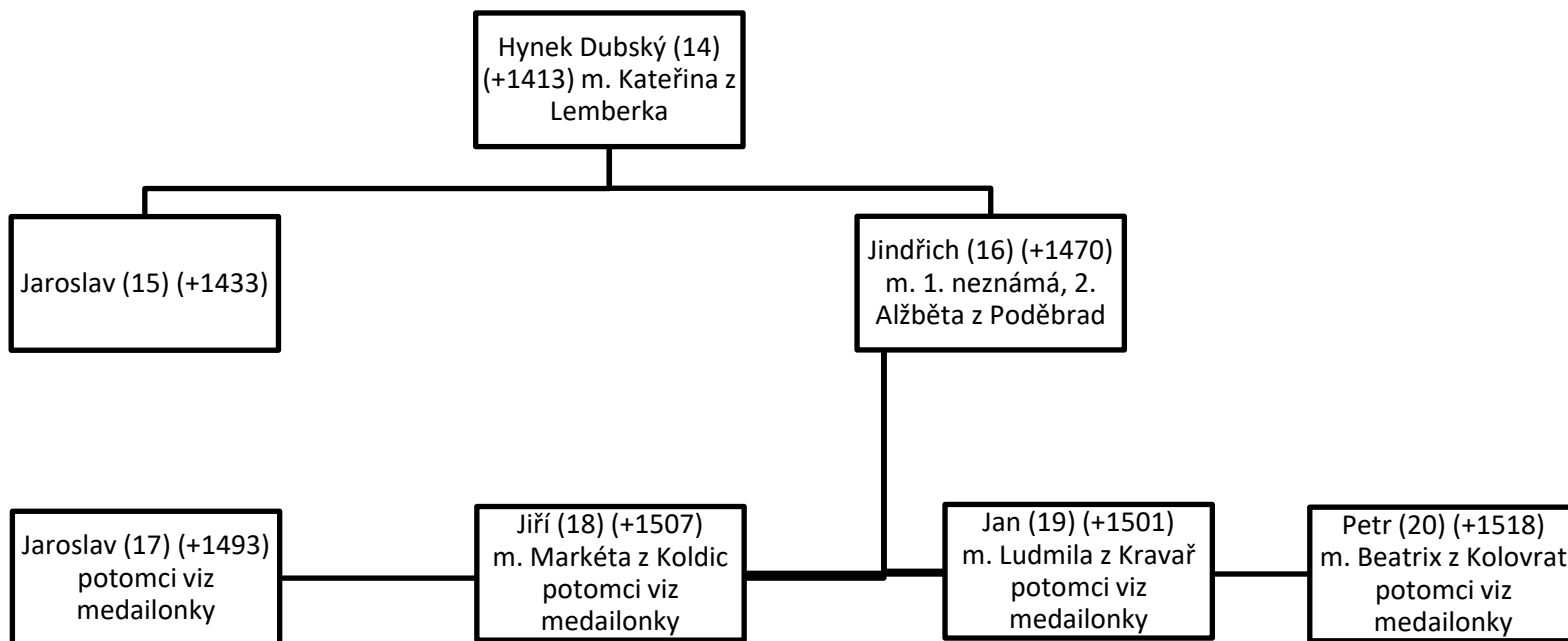 Hynek Dubský (14)
(+1413) m. Kateřina z
Lemberka
Jaroslav (15) (+1433)
Jindřich (16) (+1470)
m. 1. neznámá, 2.
Alžběta z Poděbrad
Jaroslav (17) (+1493)
potomci viz
medailonky
Jiří (18) (+1507)
m. Markéta z Koldic
potomci viz
medailonky
Jan (19) (+1501)
m. Ludmila z Kravař
potomci viz
medailonky
Petr (20) (+1518)
m. Beatrix z Kolovrat
potomci viz
medailonky